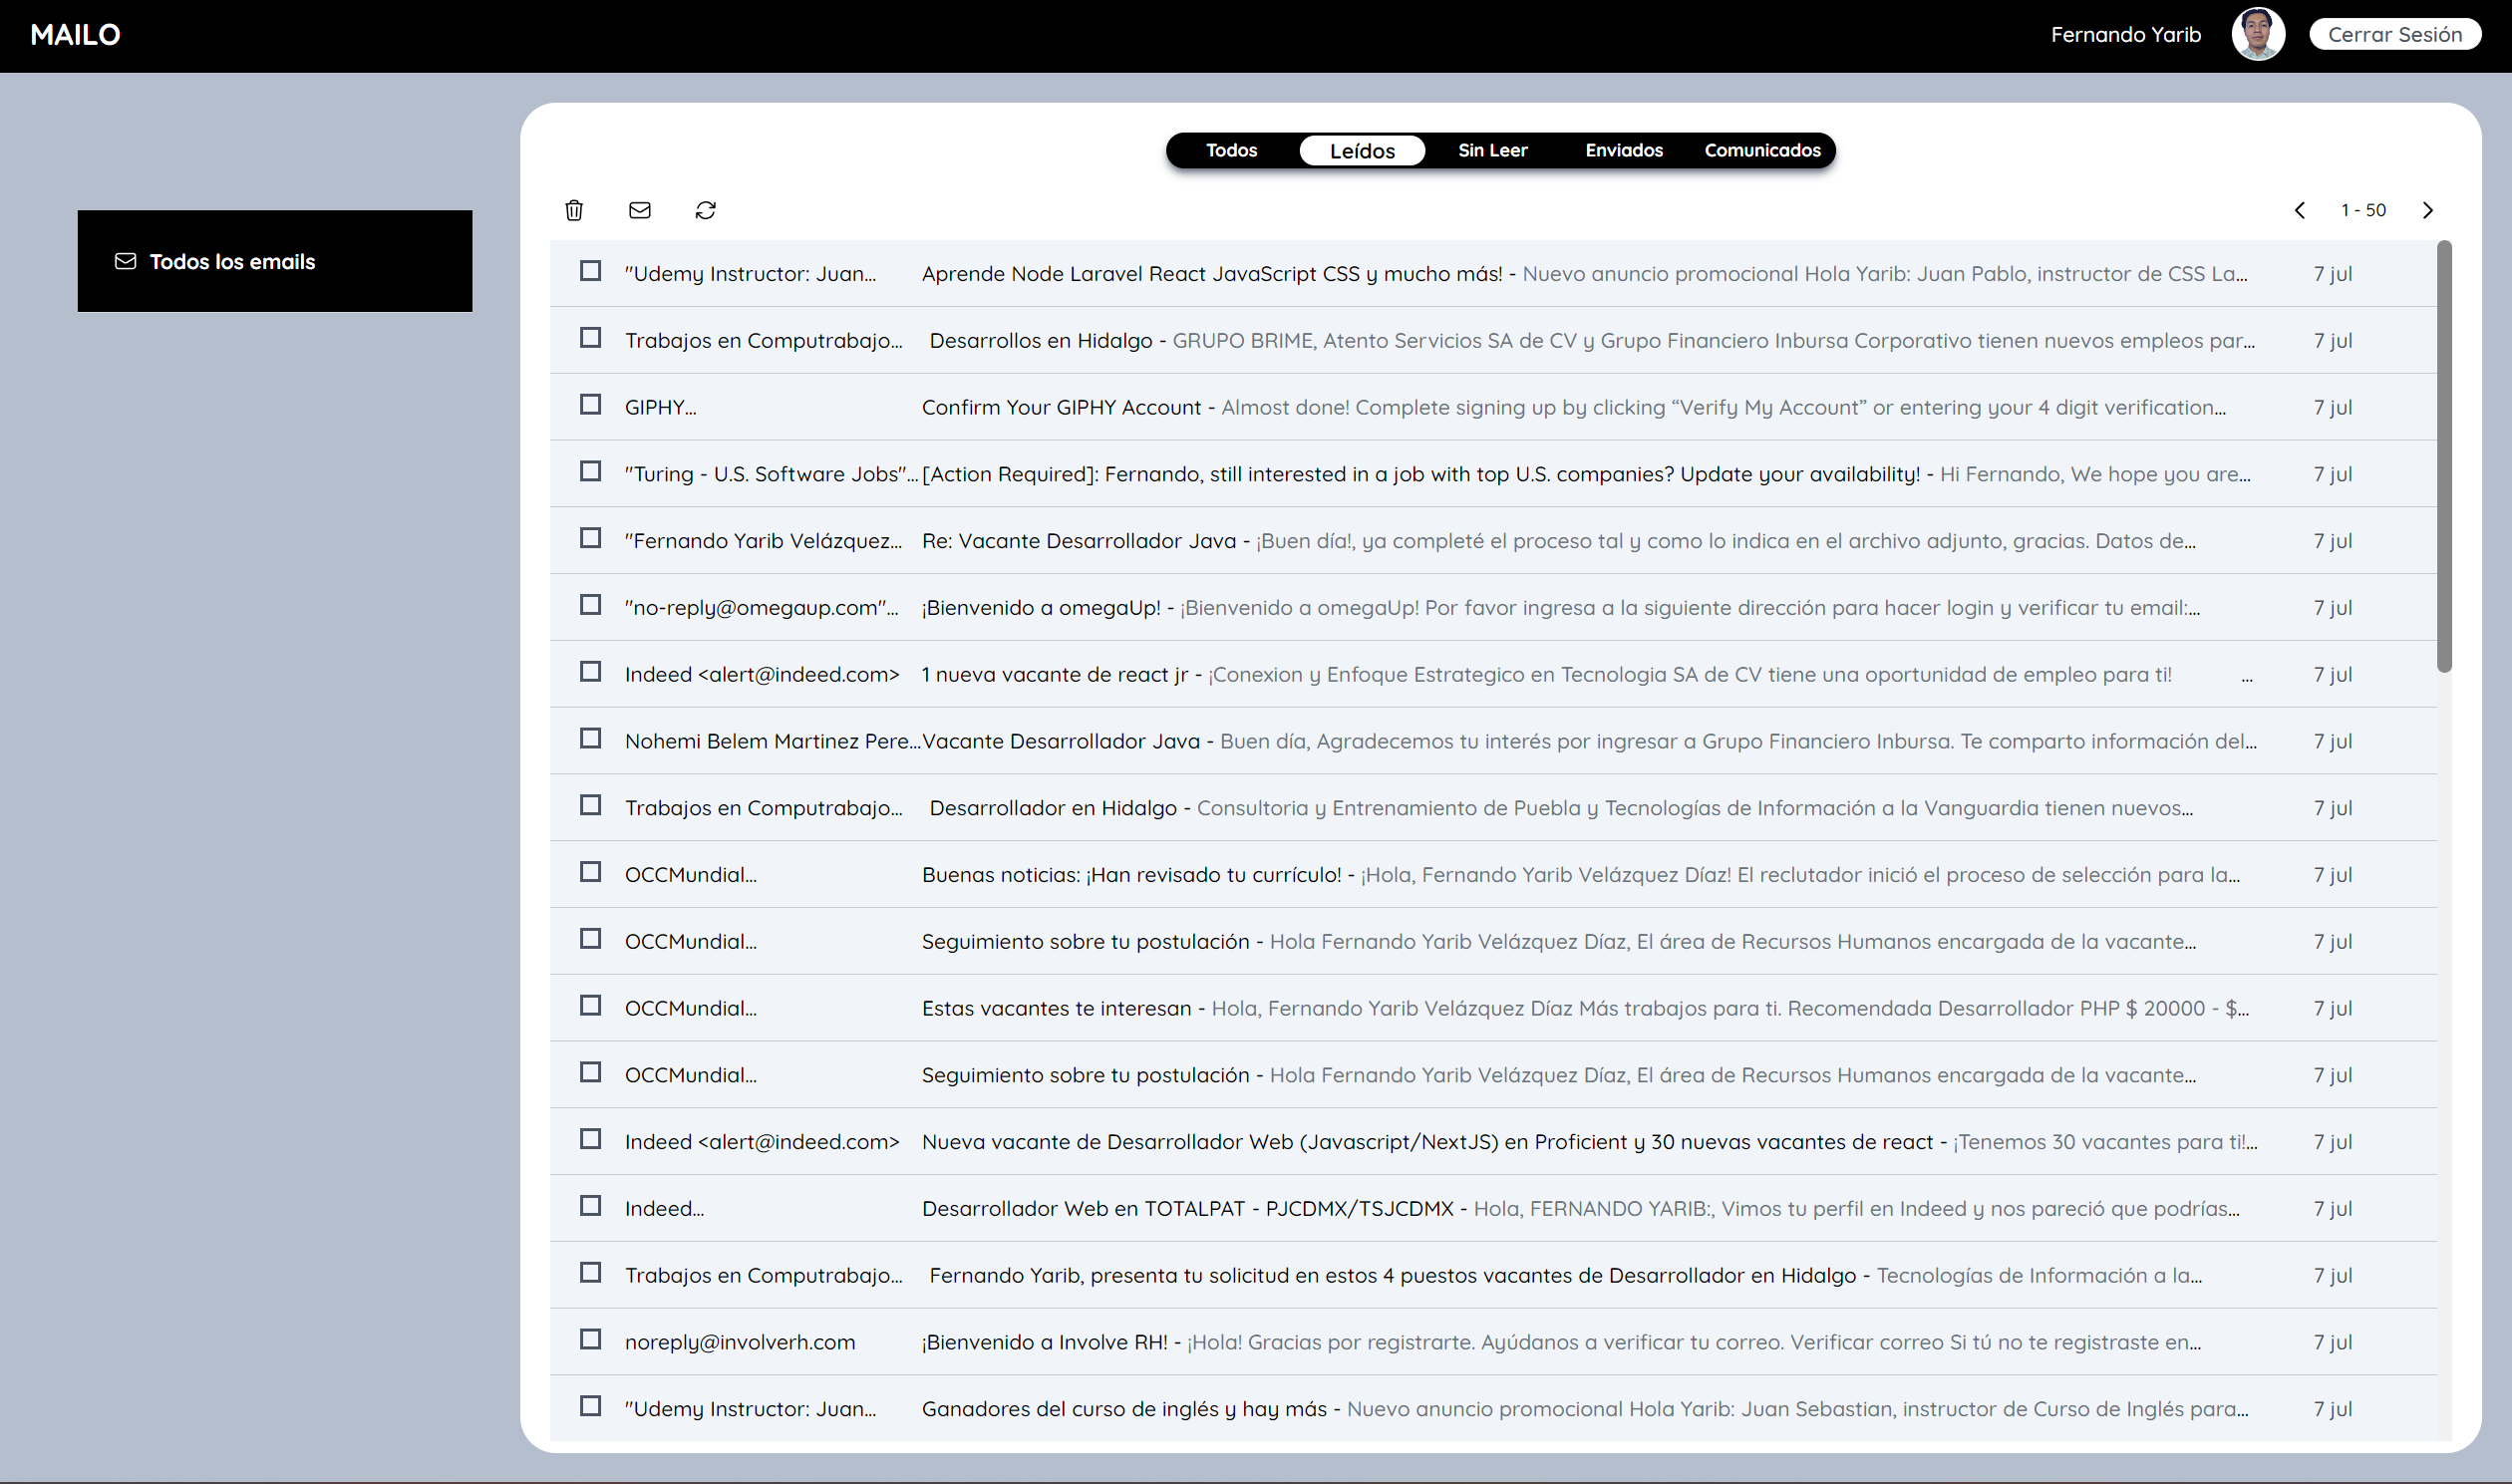 MAILO Fernando Yarib Cerrar Sesión
Todos Leídos Sin Leer Enviados Comunicados
1 - 50
Todos los emails
"Udemy Instructor: Juan... Aprende Node Laravel React JavaScript CSS y mucho más! - Nuevo anuncio promocional Hola Yarib: Juan Pablo, instructor de CSS La... 7 jul
Trabajos en Computrabajo... Desarrollos en Hidalgo - GRUPO BRIME, Atento Servicios SA de CV y Grupo Financiero Inbursa Corporativo tienen nuevos empleos par... 7 jul
GIPHY... Confirm Your GIPHY Account - Almost done! Complete signing up by clicking “Verify My Account” or entering your 4 digit verification... 7 jul
"Turing - U.S. Software Jobs"... [Action Required]: Fernando, still interested in a job with top U.S. companies? Update your availability! - Hi Fernando, We hope you are... 7 jul
"Fernando Yarib Velázquez... Re: Vacante Desarrollador Java - ¡Buen día!, ya completé el proceso tal y como lo indica en el archivo adjunto, gracias. Datos de... 7 jul
"no-reply@omegaup.com"... ¡Bienvenido a omegaUp! - ¡Bienvenido a omegaUp! Por favor ingresa a la siguiente dirección para hacer login y verificar tu email:... 7 jul
Indeed <alert@indeed.com> 1 nueva vacante de react jr - ¡Conexion y Enfoque Estrategico en Tecnologia SA de CV tiene una oportunidad de empleo para ti! ... 7 jul
Nohemi Belem Martinez Pere... Vacante Desarrollador Java - Buen día, Agradecemos tu interés por ingresar a Grupo Financiero Inbursa. Te comparto información del... 7 jul
Trabajos en Computrabajo... Desarrollador en Hidalgo - Consultoria y Entrenamiento de Puebla y Tecnologías de Información a la Vanguardia tienen nuevos... 7 jul
OCCMundial... Buenas noticias: ¡Han revisado tu currículo! - ¡Hola, Fernando Yarib Velázquez Díaz! El reclutador inició el proceso de selección para la... 7 jul
OCCMundial... Seguimiento sobre tu postulación - Hola Fernando Yarib Velázquez Díaz, El área de Recursos Humanos encargada de la vacante... 7 jul
OCCMundial... Estas vacantes te interesan - Hola, Fernando Yarib Velázquez Díaz Más trabajos para ti. Recomendada Desarrollador PHP $ 20000 - $... 7 jul
OCCMundial... Seguimiento sobre tu postulación - Hola Fernando Yarib Velázquez Díaz, El área de Recursos Humanos encargada de la vacante... 7 jul
Indeed <alert@indeed.com> Nueva vacante de Desarrollador Web (Javascript/NextJS) en Proficient y 30 nuevas vacantes de react - ¡Tenemos 30 vacantes para ti!... 7 jul
Indeed... Desarrollador Web en TOTALPAT - PJCDMX/TSJCDMX - Hola, FERNANDO YARIB:, Vimos tu perfil en Indeed y nos pareció que podrías... 7 jul
Trabajos en Computrabajo... Fernando Yarib, presenta tu solicitud en estos 4 puestos vacantes de Desarrollador en Hidalgo - Tecnologías de Información a la... 7 jul
noreply@involverh.com ¡Bienvenido a Involve RH! - ¡Hola! Gracias por registrarte. Ayúdanos a verificar tu correo. Verificar correo Si tú no te registraste en... 7 jul
"Udemy Instructor: Juan... Ganadores del curso de inglés y hay más - Nuevo anuncio promocional Hola Yarib: Juan Sebastian, instructor de Curso de Inglés para... 7 jul